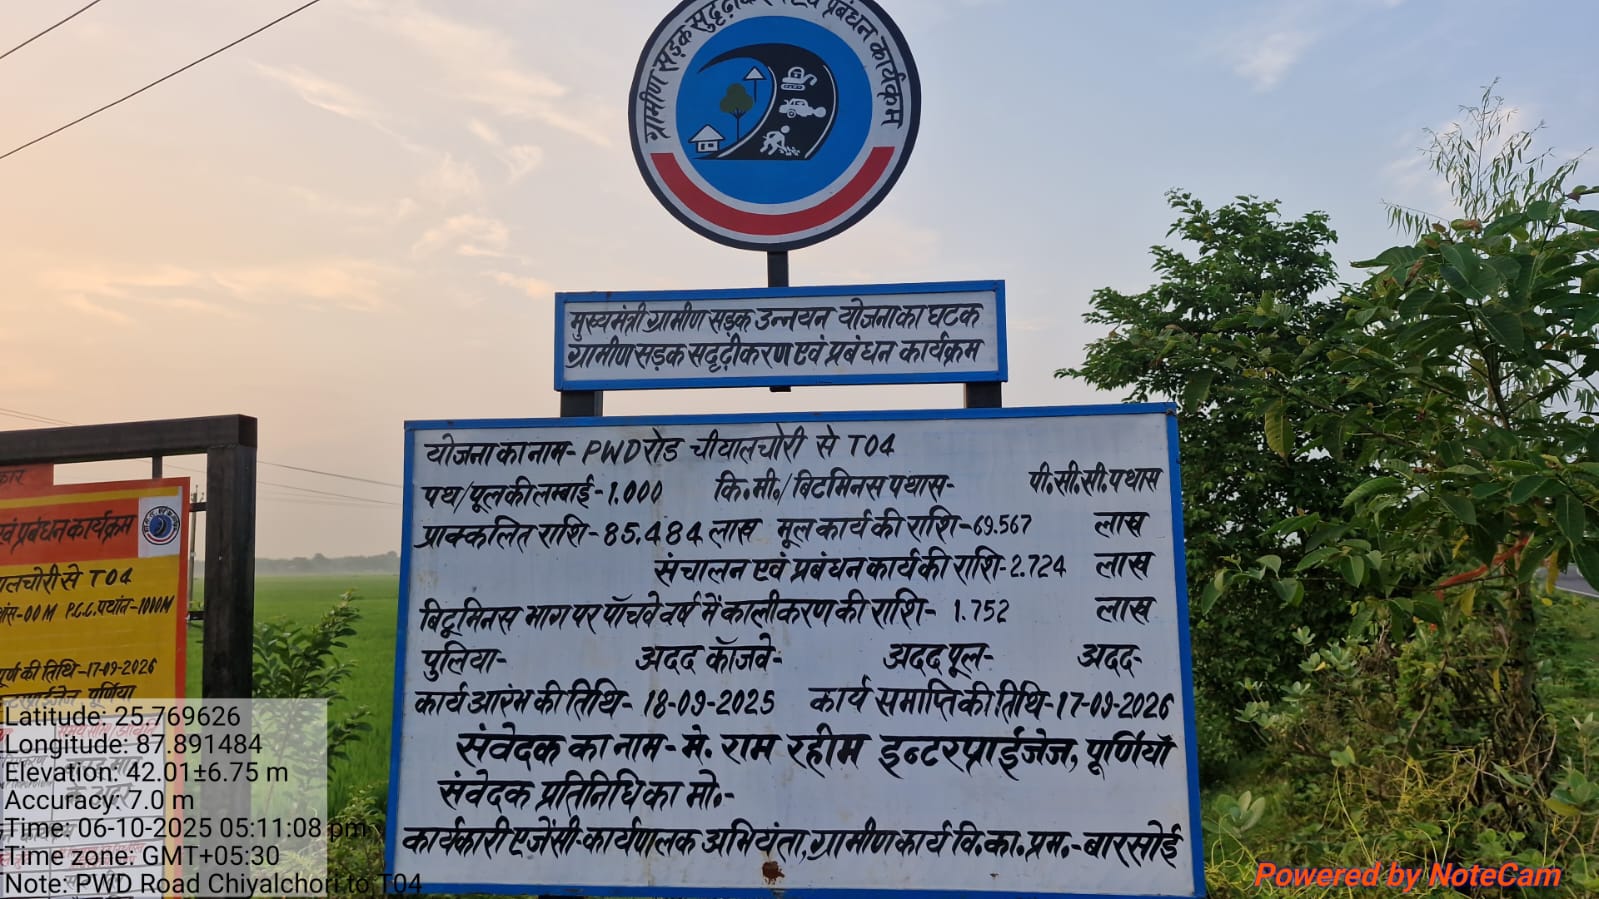 ग्रामीण सड़क सुदृढ़ीकरण एवं प्रबंधन कार्यक्रम
मुख्यमंत्री ग्रामीण सड़क उन्नयन योजना का घटक
ग्रामीण सड़क सदृढ़ीकरण एवं प्रबंधन कार्यक्रम
योजना का नाम- PWD रोड चीयालचोरी से T04
पथ/पूल की लम्बाई-1.000 कि०मी०/बिटमिनस पथास- पी.सी.सी.पथास
प्राक्कलित राशि-85.484 लाख मूल कार्य की राशि-69.567 लाख
संचालन एवं प्रबंधन कार्य की राशि-2.724 लाख
बिटूमिनस भाग पर पॉचवे वर्ष में कालीकरण की राशि- 1.752 लाख
पुलिया- अदद कॉजवे- अदद पूल- अदद-
कार्य आरंभ की तिथि- 18-09-2025 कार्य समाप्ति की तिथि-17-09-2026
संवेदक का नाम-मे. राम रहीम इन्टरप्राईजेज, पूर्णियाँ
संवेदक प्रतिनिधि का मो०-
कार्यकारी एजेंसी-कार्यपालक अभियंता, ग्रामीण कार्य वि.का.प्रम.-बारसोई
कार
एवं प्रबंधन कार्यक्रम
लचोरी से T04
00M P.C.C. पथांत-1000M
पूर्ण की तिथि-17-09-2026
पूर्णिया
Latitude: 25.769626
Longitude: 87.891484
Elevation: 42.01±6.75 m
Accuracy: 7.0 m
Time: 06-10-2025 05:11:08 pm
Time zone: GMT+05:30
Note: PWD Road Chiyalchori to T04
Powered by NoteCam